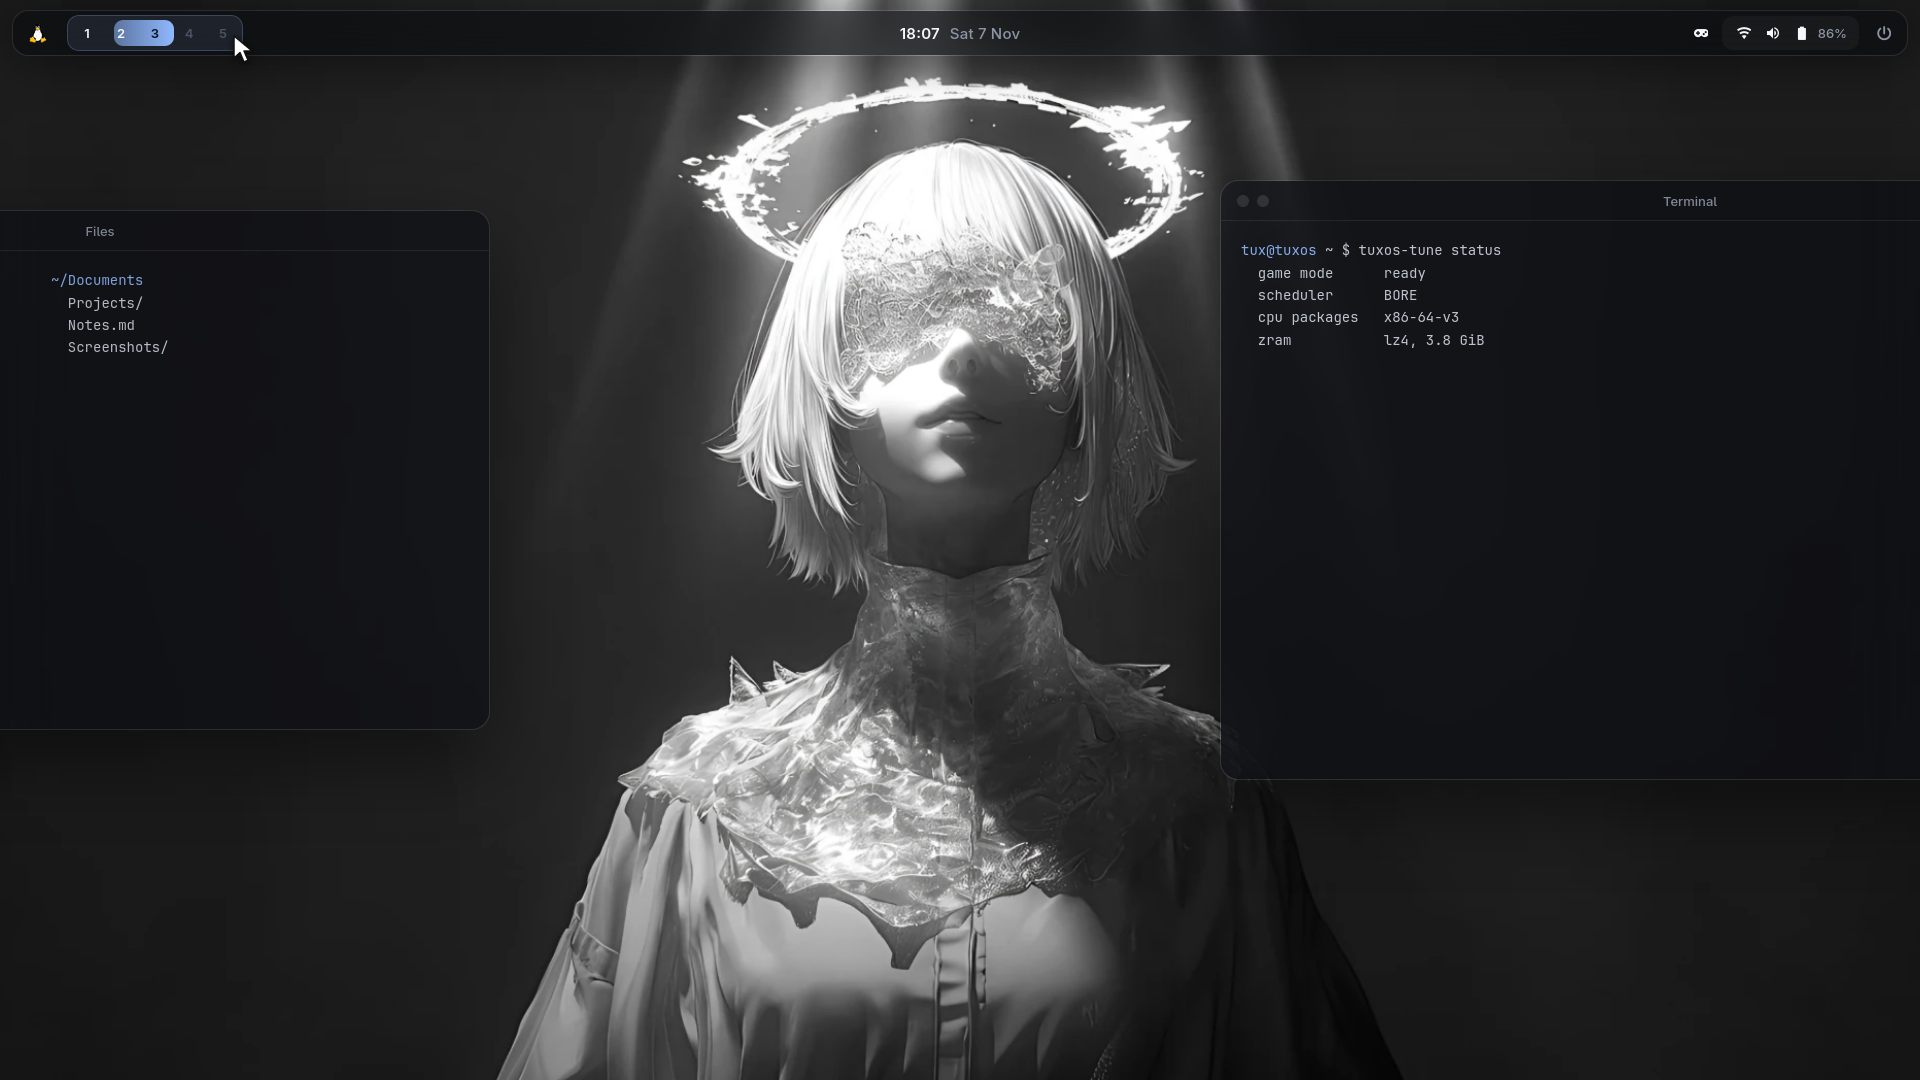 1 2 3 4 5
18:07 Sat 7 Nov
86%
Files
~/Documents
Projects/
Notes.md
Screenshots/
Terminal
tux@tuxos ~ $ tuxos-tune status
game mode ready
scheduler BORE
cpu packages x86-64-v3
zram lz4, 3.8 GiB